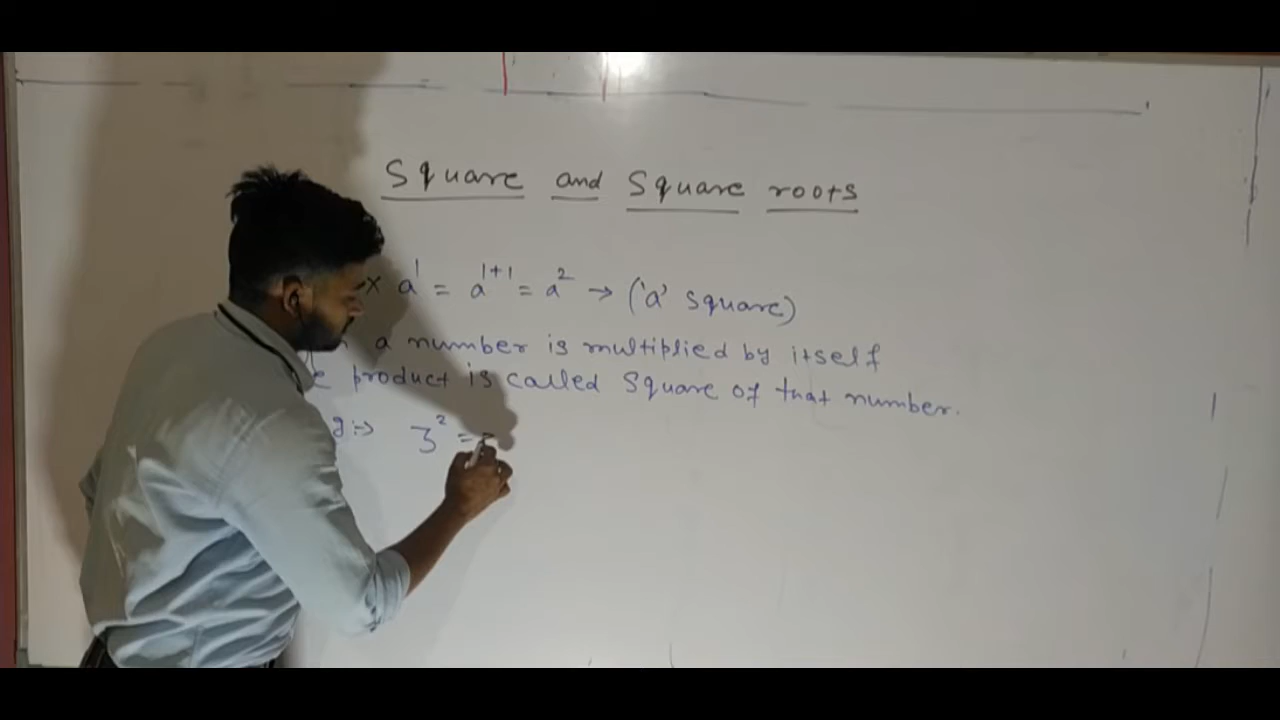 Square and Square roots
x a¹ = a¹⁺¹ = a² → ('a' square)
a number is multiplied by itself
product is called Square of that number.
g:→ 3² =